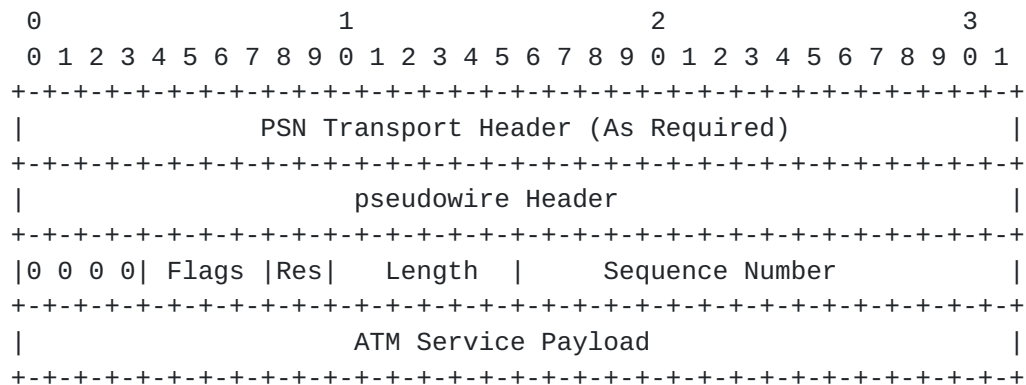 0                   1                   2                   3
 0 1 2 3 4 5 6 7 8 9 0 1 2 3 4 5 6 7 8 9 0 1 2 3 4 5 6 7 8 9 0 1
+-+-+-+-+-+-+-+-+-+-+-+-+-+-+-+-+-+-+-+-+-+-+-+-+-+-+-+-+-+-+-+-+
|               PSN Transport Header (As Required)              |
+-+-+-+-+-+-+-+-+-+-+-+-+-+-+-+-+-+-+-+-+-+-+-+-+-+-+-+-+-+-+-+-+
|                     pseudowire Header                         |
+-+-+-+-+-+-+-+-+-+-+-+-+-+-+-+-+-+-+-+-+-+-+-+-+-+-+-+-+-+-+-+-+
|0 0 0 0| Flags |Res|   Length  |     Sequence Number           |
+-+-+-+-+-+-+-+-+-+-+-+-+-+-+-+-+-+-+-+-+-+-+-+-+-+-+-+-+-+-+-+-+
|                     ATM Service Payload                       |
+-+-+-+-+-+-+-+-+-+-+-+-+-+-+-+-+-+-+-+-+-+-+-+-+-+-+-+-+-+-+-+-+